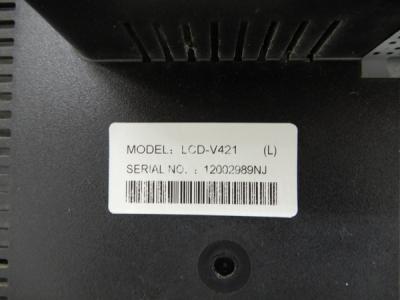 MODEL: LCD-V421 (L)
SERIAL NO. : 12002989NJ